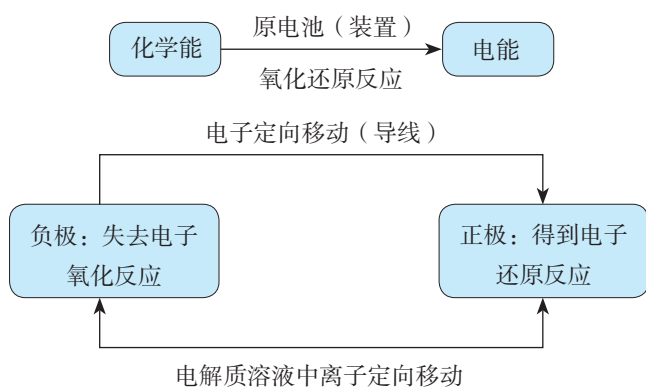 化学能
原电池（装置）
氧化还原反应
电能
电子定向移动（导线）
负极：失去电子
氧化反应
正极：得到电子
还原反应
电解质溶液中离子定向移动